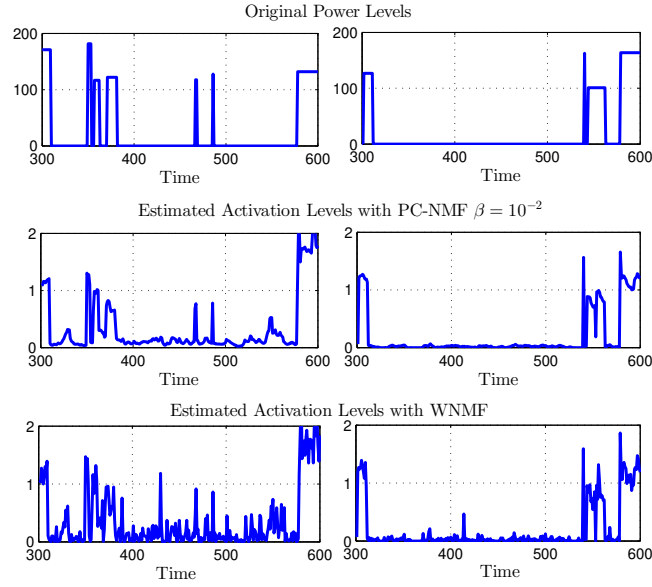 Original Power Levels
200
100
0
300 400 500 600
Time
200
100
0
300 400 500 600
Time
Estimated Activation Levels with PC-NMF β = 10⁻²
2
1
0
300 400 500 600
Time
2
1
0
300 400 500 600
Time
Estimated Activation Levels with WNMF
2
1
0
300 400 500 600
Time
2
1
0
300 400 500 600
Time